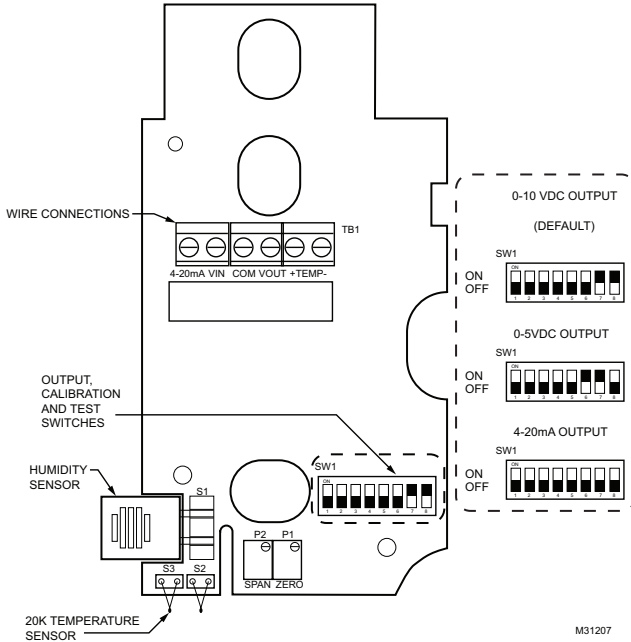 WIRE CONNECTIONS
TB1
4-20mA VIN COM VOUT +TEMP-
OUTPUT,
CALIBRATION
AND TEST
SWITCHES
HUMIDITY
SENSOR
S1
SW1
ON
1 2 3 4 5 6 7 8
P2 P1
SPAN ZERO
S3 S2
20K TEMPERATURE
SENSOR
0-10 VDC OUTPUT
(DEFAULT)
SW1
ON
OFF
ON
1 2 3 4 5 6 7 8
0-5VDC OUTPUT
SW1
ON
OFF
ON
1 2 3 4 5 6 7 8
4-20mA OUTPUT
SW1
ON
OFF
ON
1 2 3 4 5 6 7 8
M31207